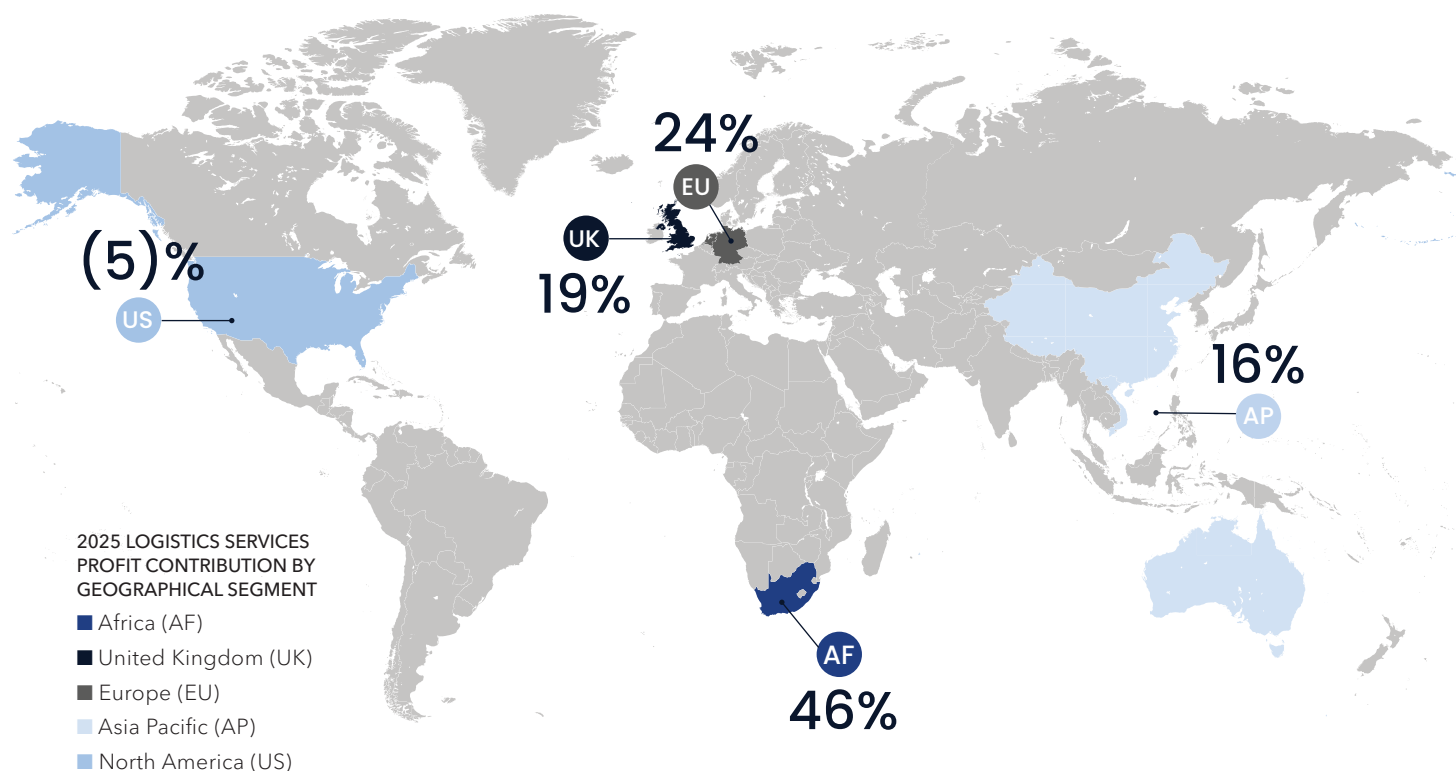 24%
EU
UK
19%
(5)%
US
16%
AP
2025 LOGISTICS SERVICES
PROFIT CONTRIBUTION BY
GEOGRAPHICAL SEGMENT
Africa (AF)
United Kingdom (UK)
Europe (EU)
Asia Pacific (AP)
North America (US)
AF
46%